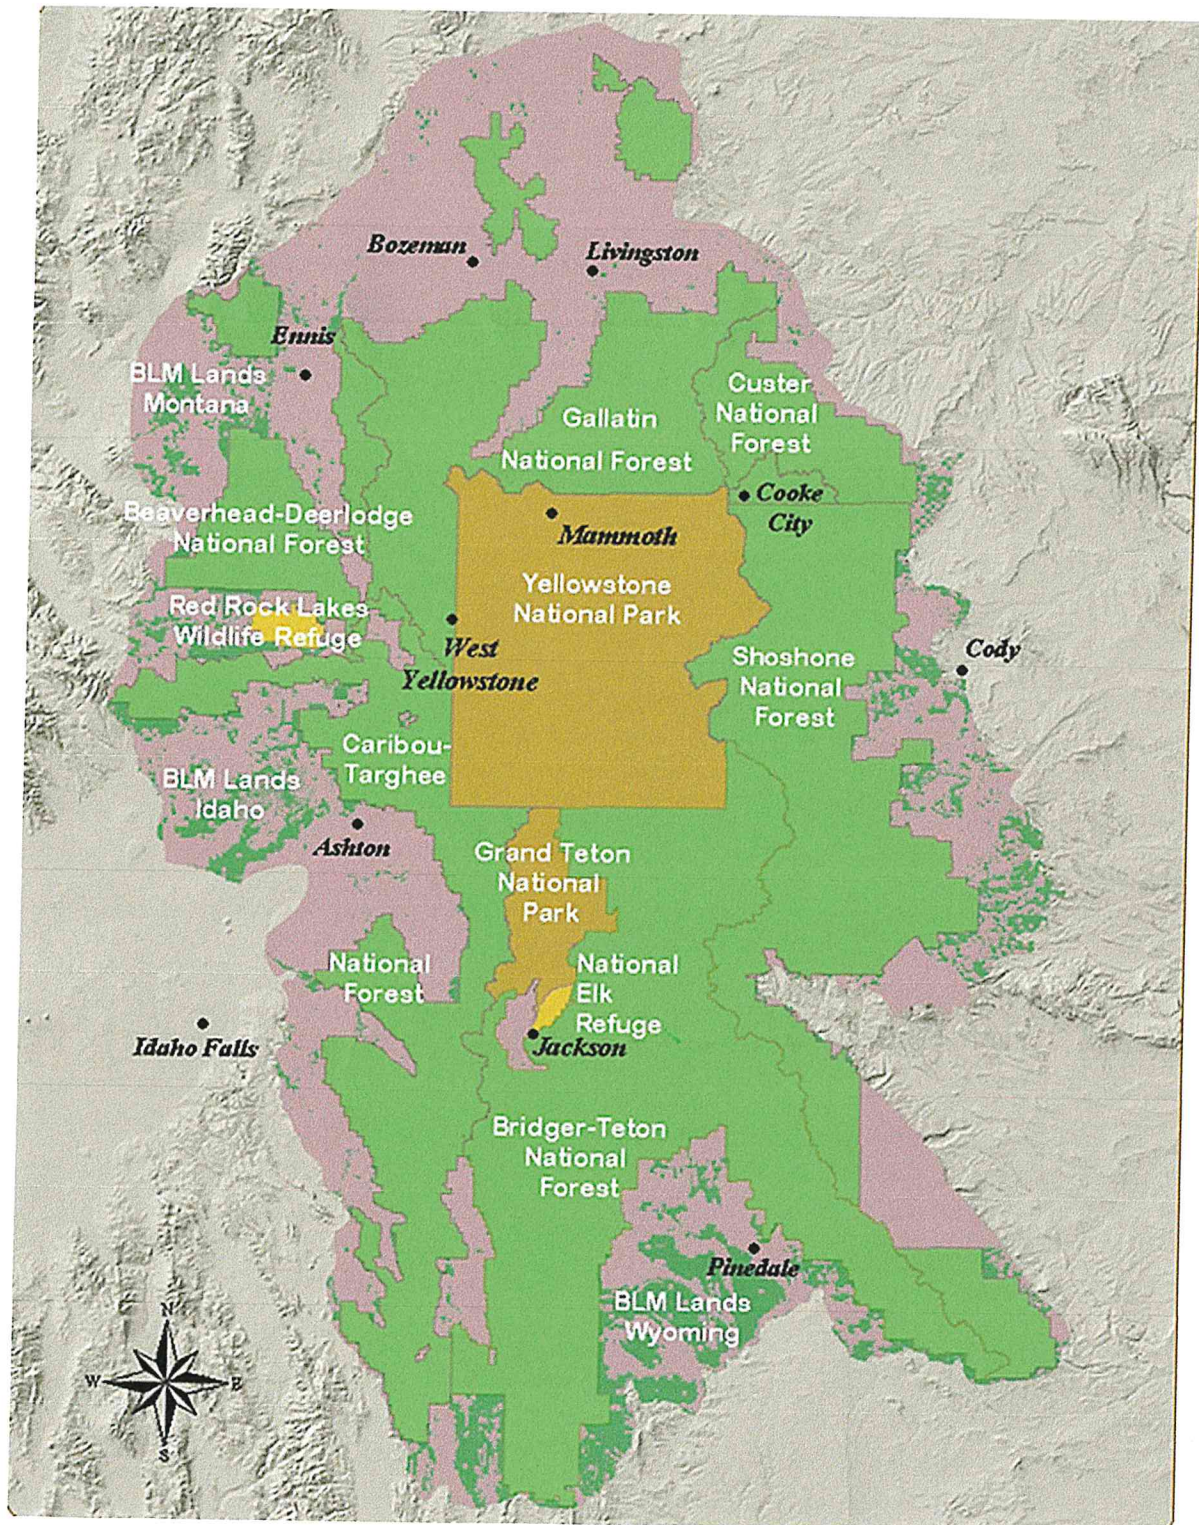 Bozeman
Livingston
Ennis
BLM Lands
Montana
Custer
National
Forest
Gallatin
National Forest
Cooke
City
Beaverhead-Deerlodge
National Forest
Mammoth
Yellowstone
National Park
Red Rock Lakes
Wildlife Refuge
West
Yellowstone
Shoshone
National
Forest
Cody
Caribou-
Targhee
BLM Lands
Idaho
Ashton
Grand Teton
National
Park
National
Forest
National
Elk
Refuge
Idaho Falls
Jackson
Bridger-Teton
National
Forest
Pinedale
BLM Lands
Wyoming
N
W E
S